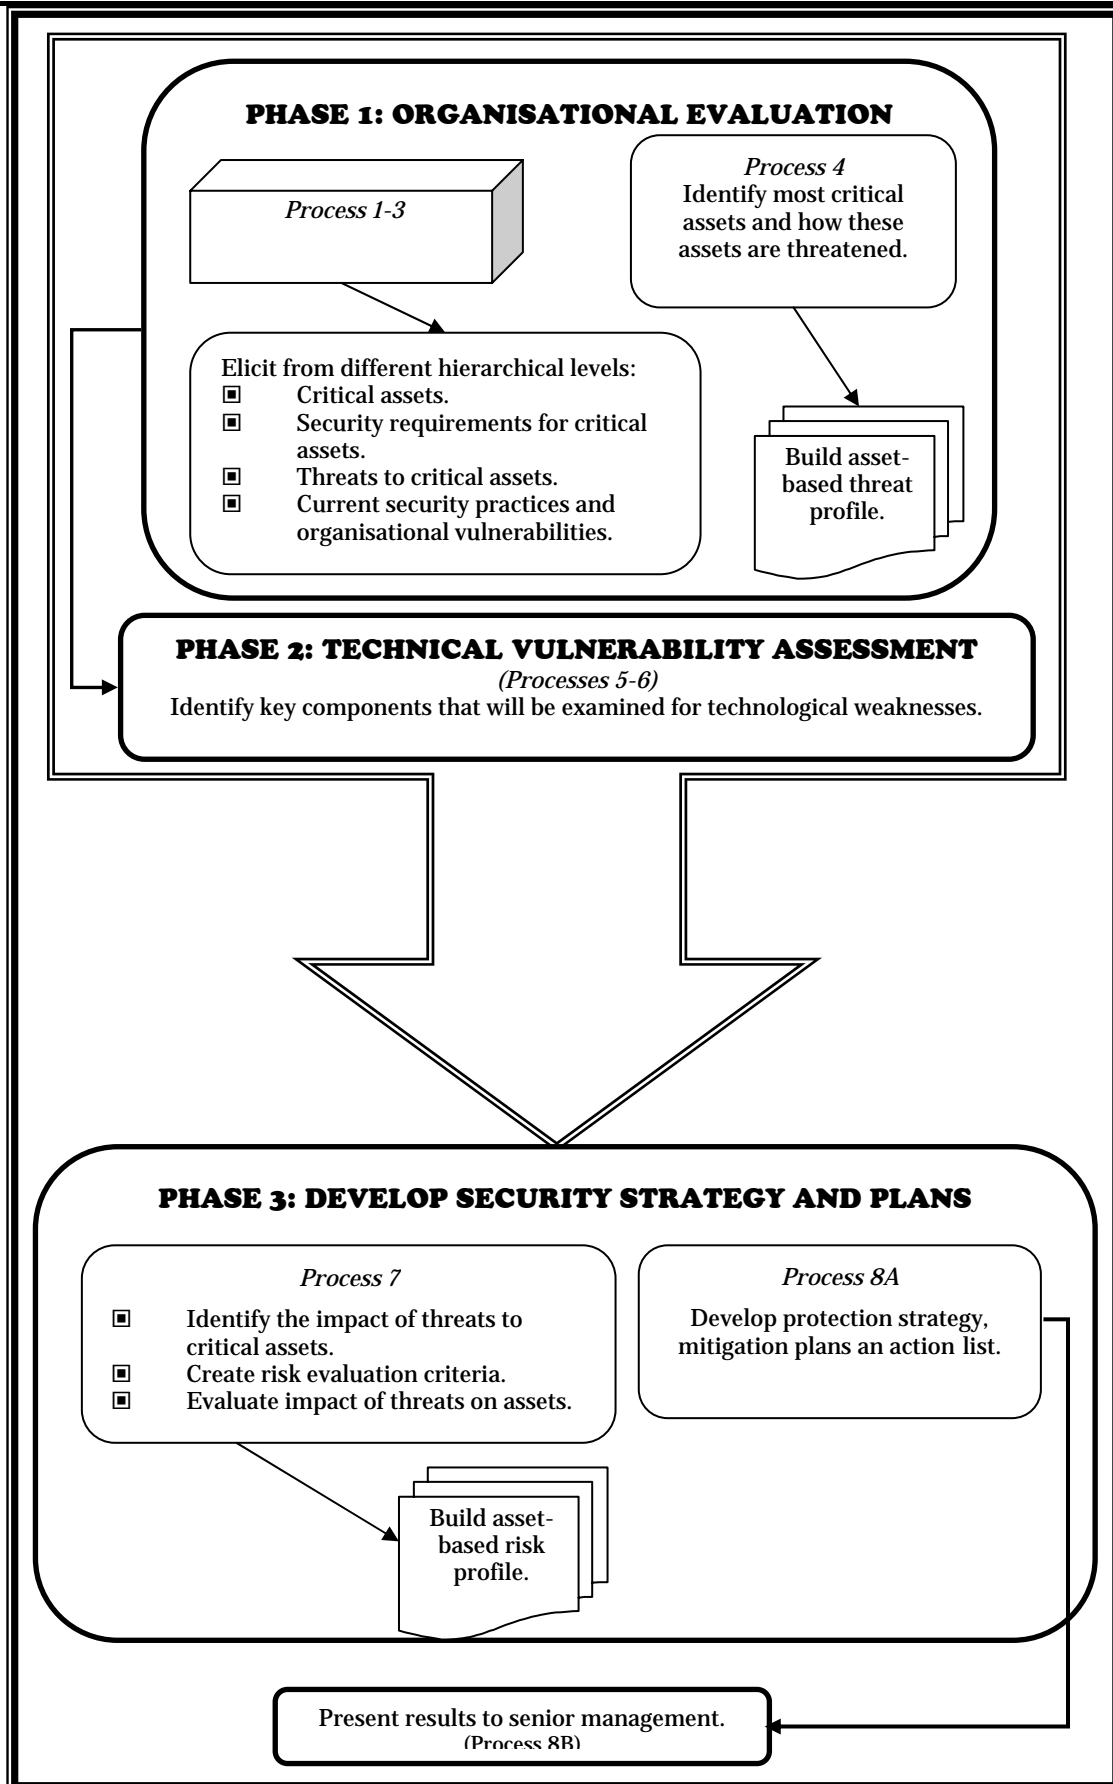 PHASE 1: ORGANISATIONAL EVALUATION
Process 1-3
Process 4
Identify most critical
assets and how these
assets are threatened.
Elicit from different hierarchical levels:
Critical assets.
Security requirements for critical
assets.
Threats to critical assets.
Current security practices and
organisational vulnerabilities.
Build asset-
based threat
profile.
PHASE 2: TECHNICAL VULNERABILITY ASSESSMENT
(Processes 5-6)
Identify key components that will be examined for technological weaknesses.
PHASE 3: DEVELOP SECURITY STRATEGY AND PLANS
Process 7
Identify the impact of threats to
critical assets.
Create risk evaluation criteria.
Evaluate impact of threats on assets.
Process 8A
Develop protection strategy,
mitigation plans an action list.
Build asset-
based risk
profile.
Present results to senior management.
(Process 8B)